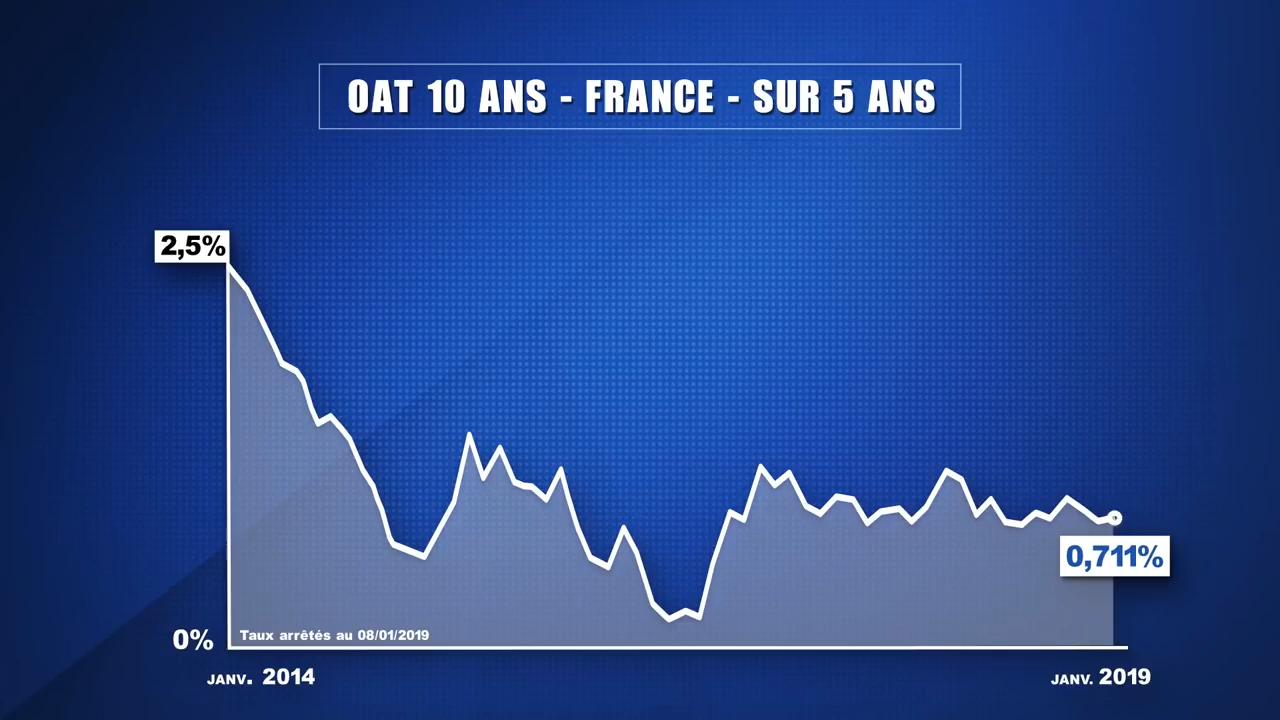 OAT 10 ANS - FRANCE - SUR 5 ANS
2,5%
0,711%
0%
Taux arrêtés au 08/01/2019
JANV. 2014
JANV. 2019